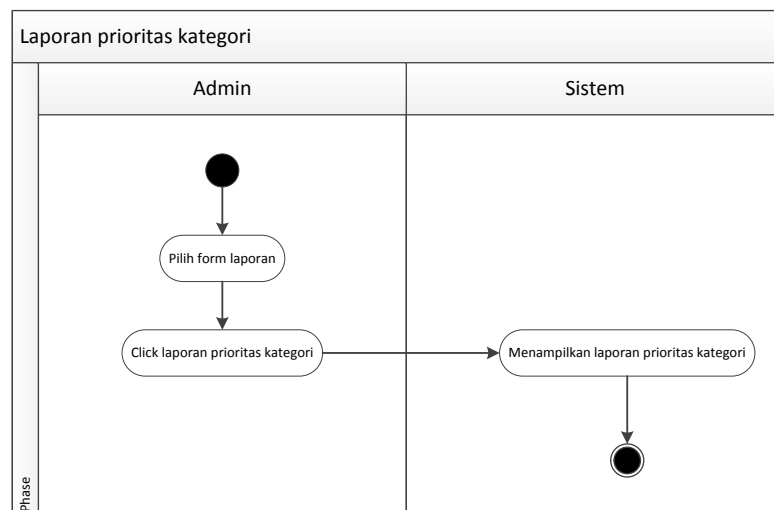 Laporan prioritas kategori
Admin
Sistem
Pilih form laporan
Click laporan prioritas kategori
Menampilkan laporan prioritas kategori
Phase